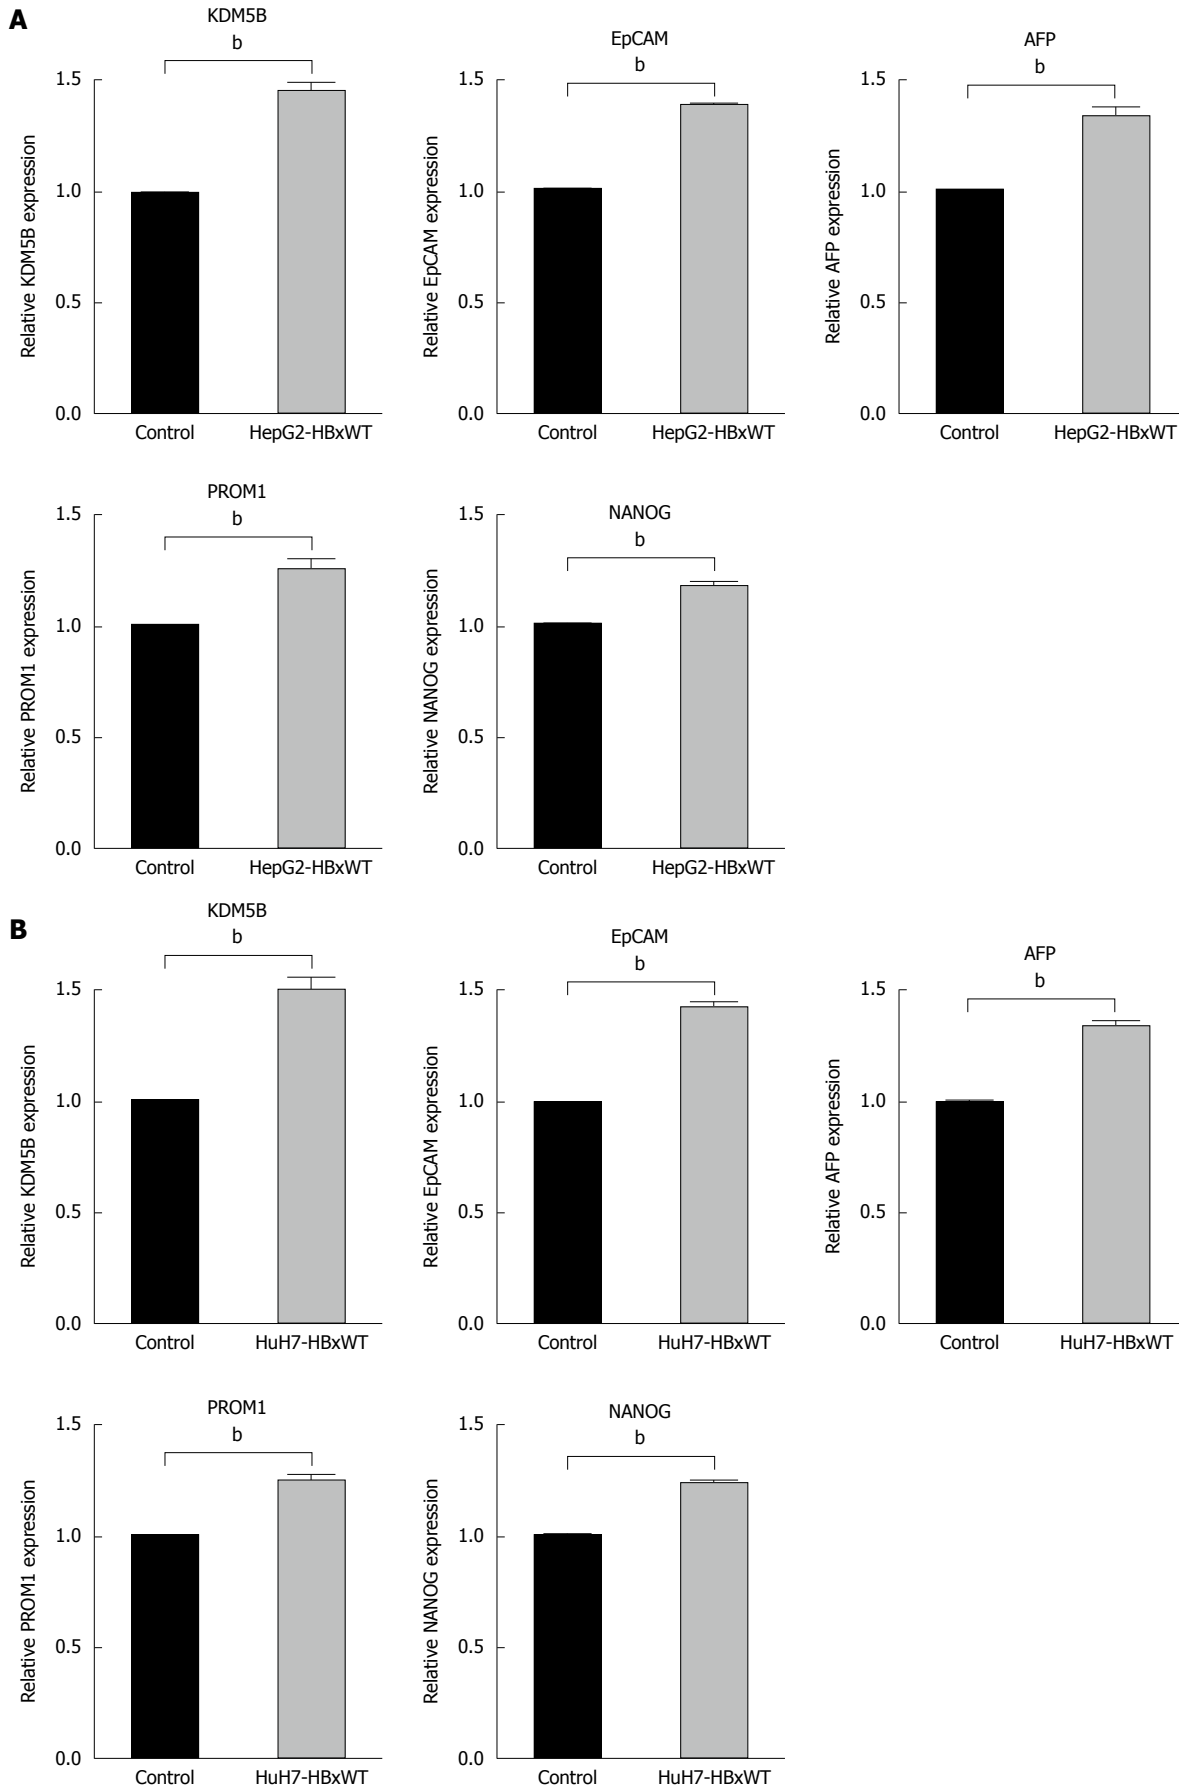 A
KDM5B
b
Relative KDM5B expression
1.5
1.0
0.5
0.0
Control HepG2-HBxWT
EpCAM
b
Relative EpCAM expression
1.5
1.0
0.5
0.0
Control HepG2-HBxWT
AFP
b
Relative AFP expression
1.5
1.0
0.5
0.0
Control HepG2-HBxWT
PROM1
b
Relative PROM1 expression
1.5
1.0
0.5
0.0
Control HepG2-HBxWT
NANOG
b
Relative NANOG expression
1.5
1.0
0.5
0.0
Control HepG2-HBxWT
B
KDM5B
b
Relative KDM5B expression
1.5
1.0
0.5
0.0
Control HuH7-HBxWT
EpCAM
b
Relative EpCAM expression
1.5
1.0
0.5
0.0
Control HuH7-HBxWT
AFP
b
Relative AFP expression
1.5
1.0
0.5
0.0
Control HuH7-HBxWT
PROM1
b
Relative PROM1 expression
1.5
1.0
0.5
0.0
Control HuH7-HBxWT
NANOG
b
Relative NANOG expression
1.5
1.0
0.5
0.0
Control HuH7-HBxWT